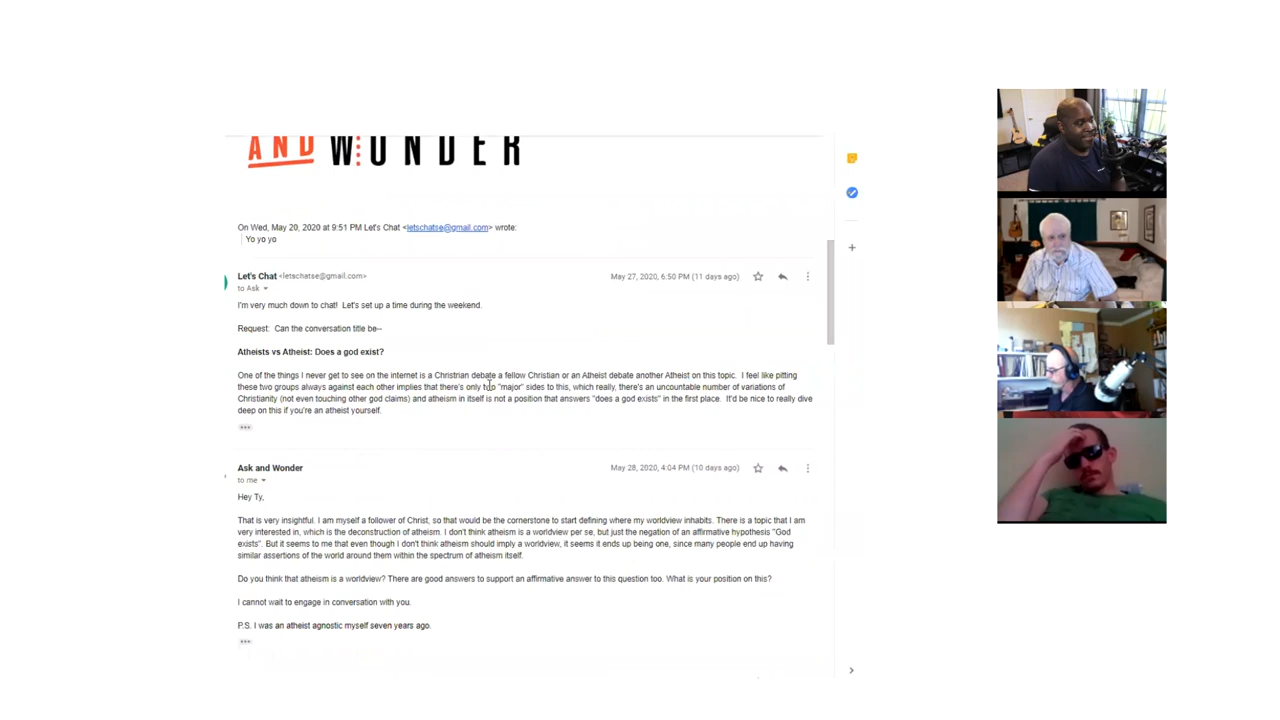 AND WONDER
On Wed, May 20, 2020 at 9:51 PM Let's Chat <letschatse@gmail.com> wrote:
Yo yo yo
Let's Chat <letschatse@gmail.com> May 27, 2020, 6:50 PM (11 days ago)
to Ask
I'm very much down to chat!  Let's set up a time during the weekend.
Request:  Can the conversation title be--
Atheists vs Atheist: Does a god exist?
One of the things I never get to see on the internet is a Christrian debate a fellow Christian or an Atheist debate another Atheist on this topic.  I feel like pitting
these two groups always against each other implies that there's only two "major" sides to this, which really, there's an uncountable number of variations of
Christianity (not even touching other god claims) and atheism in itself is not a position that answers "does a god exists" in the first place.  It'd be nice to really dive
deep on this if you're an atheist yourself.
Ask and Wonder May 28, 2020, 4:04 PM (10 days ago)
to me
Hey Ty,
That is very insightful. I am myself a follower of Christ, so that would be the cornerstone to start defining where my worldview inhabits. There is a topic that I am
very interested in, which is the deconstruction of atheism. I don't think atheism is a worldview per se, but just the negation of an affirmative hypothesis "God
exists". But it seems to me that even though I don't think atheism should imply a worldview, it seems it ends up being one, since many people end up having
similar assertions of the world around them within the spectrum of atheism itself.
Do you think that atheism is a worldview? There are good answers to support an affirmative answer to this question too. What is your position on this?
I cannot wait to engage in conversation with you.
P.S. I was an atheist agnostic myself seven years ago.